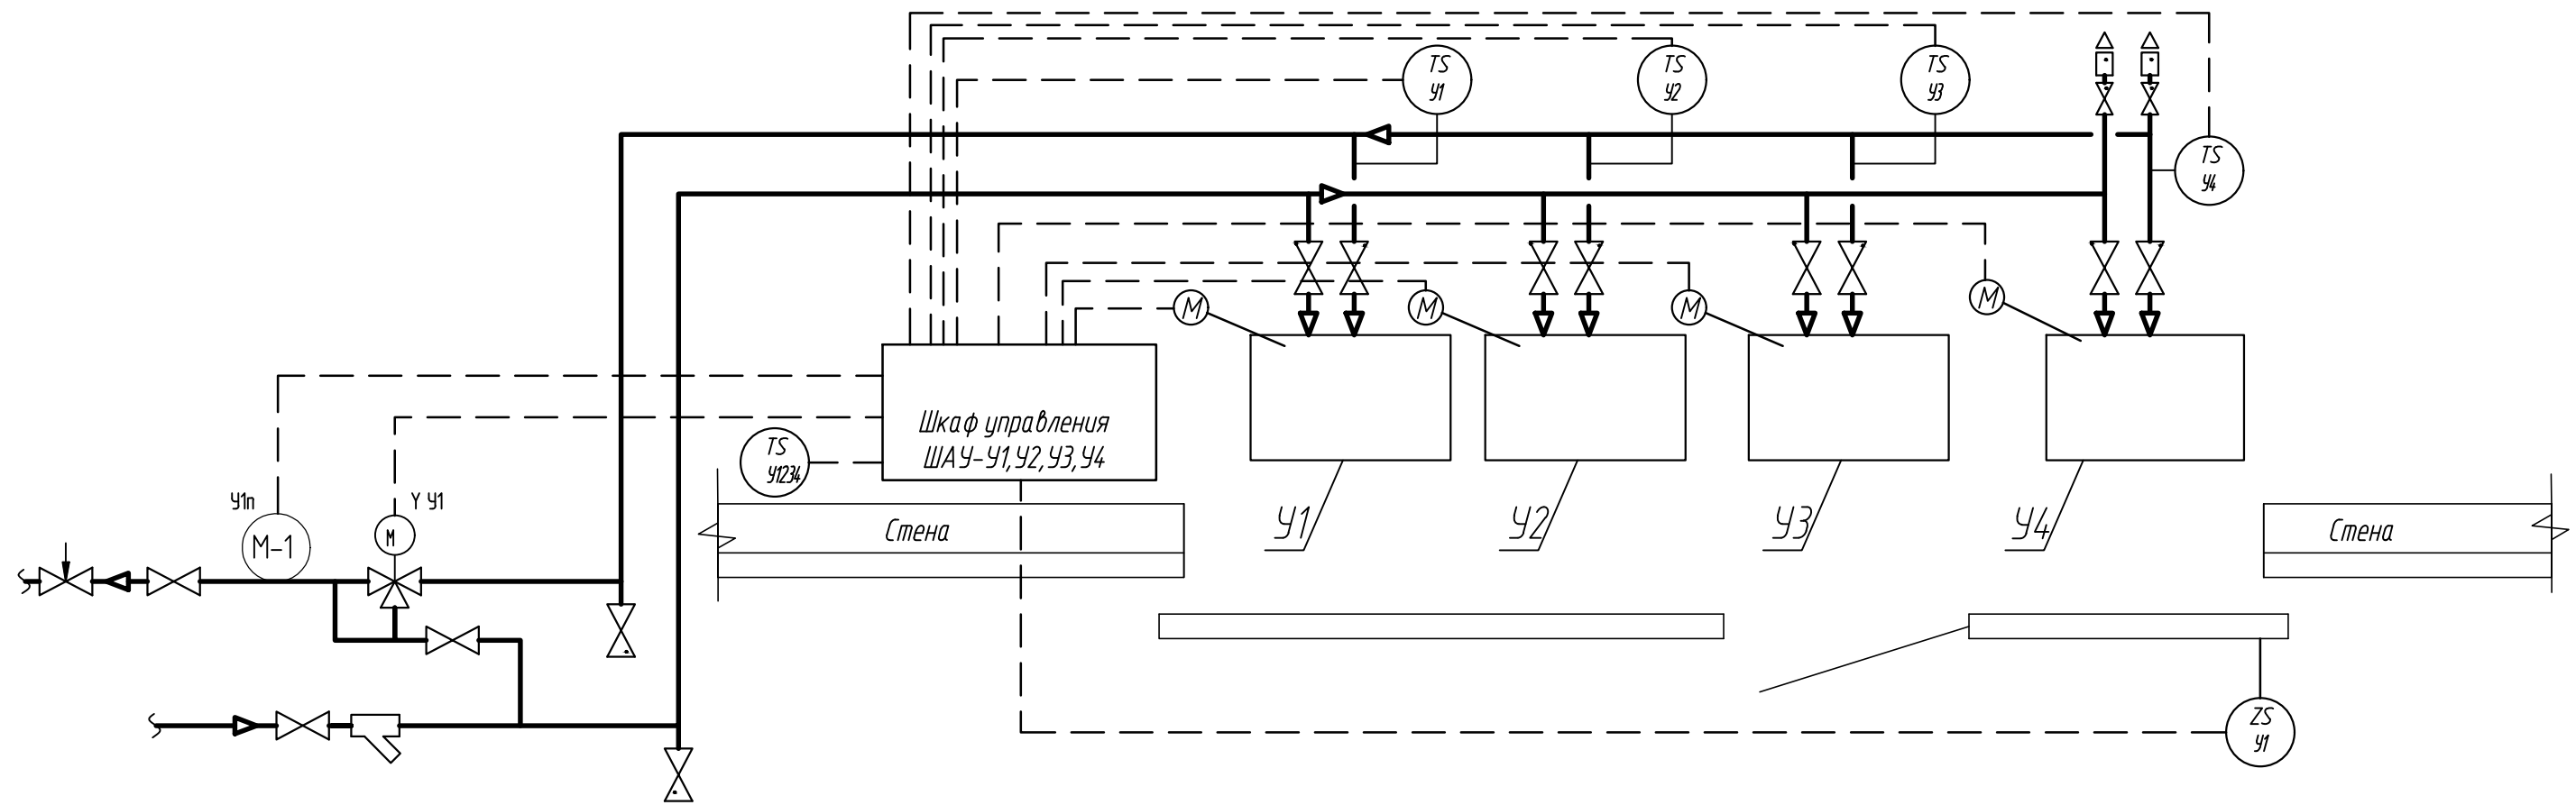 TS
У1
TS
У2
TS
У3
TS
У4
М
М
М
М
Шкаф управления
ШАУ-У1,У2,У3,У4
TS
У1234
У1п
Y У1
М-1
М
Стена
У1
У2
У3
У4
Стена
ZS
У1